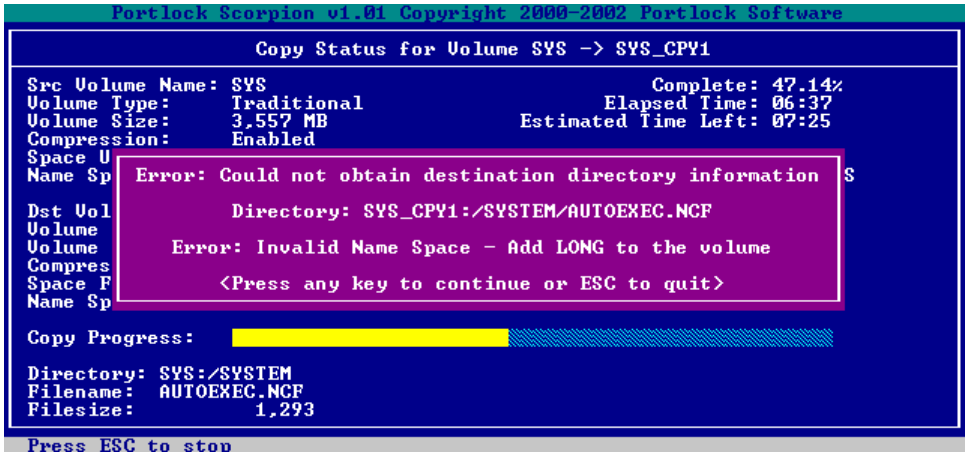 Portlock Scorpion v1.01 Copyright 2000-2002 Portlock Software
Copy Status for Volume SYS -> SYS_CPY1
Src Volume Name: SYS Complete: 47.14%
Volume Type: Traditional Elapsed Time: 06:37
Volume Size: 3,557 MB Estimated Time Left: 07:25
Compression: Enabled
Space U
Name Sp S
Error: Could not obtain destination directory information
Directory: SYS_CPY1:/SYSTEM/AUTOEXEC.NCF
Error: Invalid Name Space - Add LONG to the volume
<Press any key to continue or ESC to quit>
Dst Vol
Volume
Volume
Compres
Space F
Name Sp
Copy Progress:
Directory: SYS:/SYSTEM
Filename: AUTOEXEC.NCF
Filesize: 1,293
Press ESC to stop